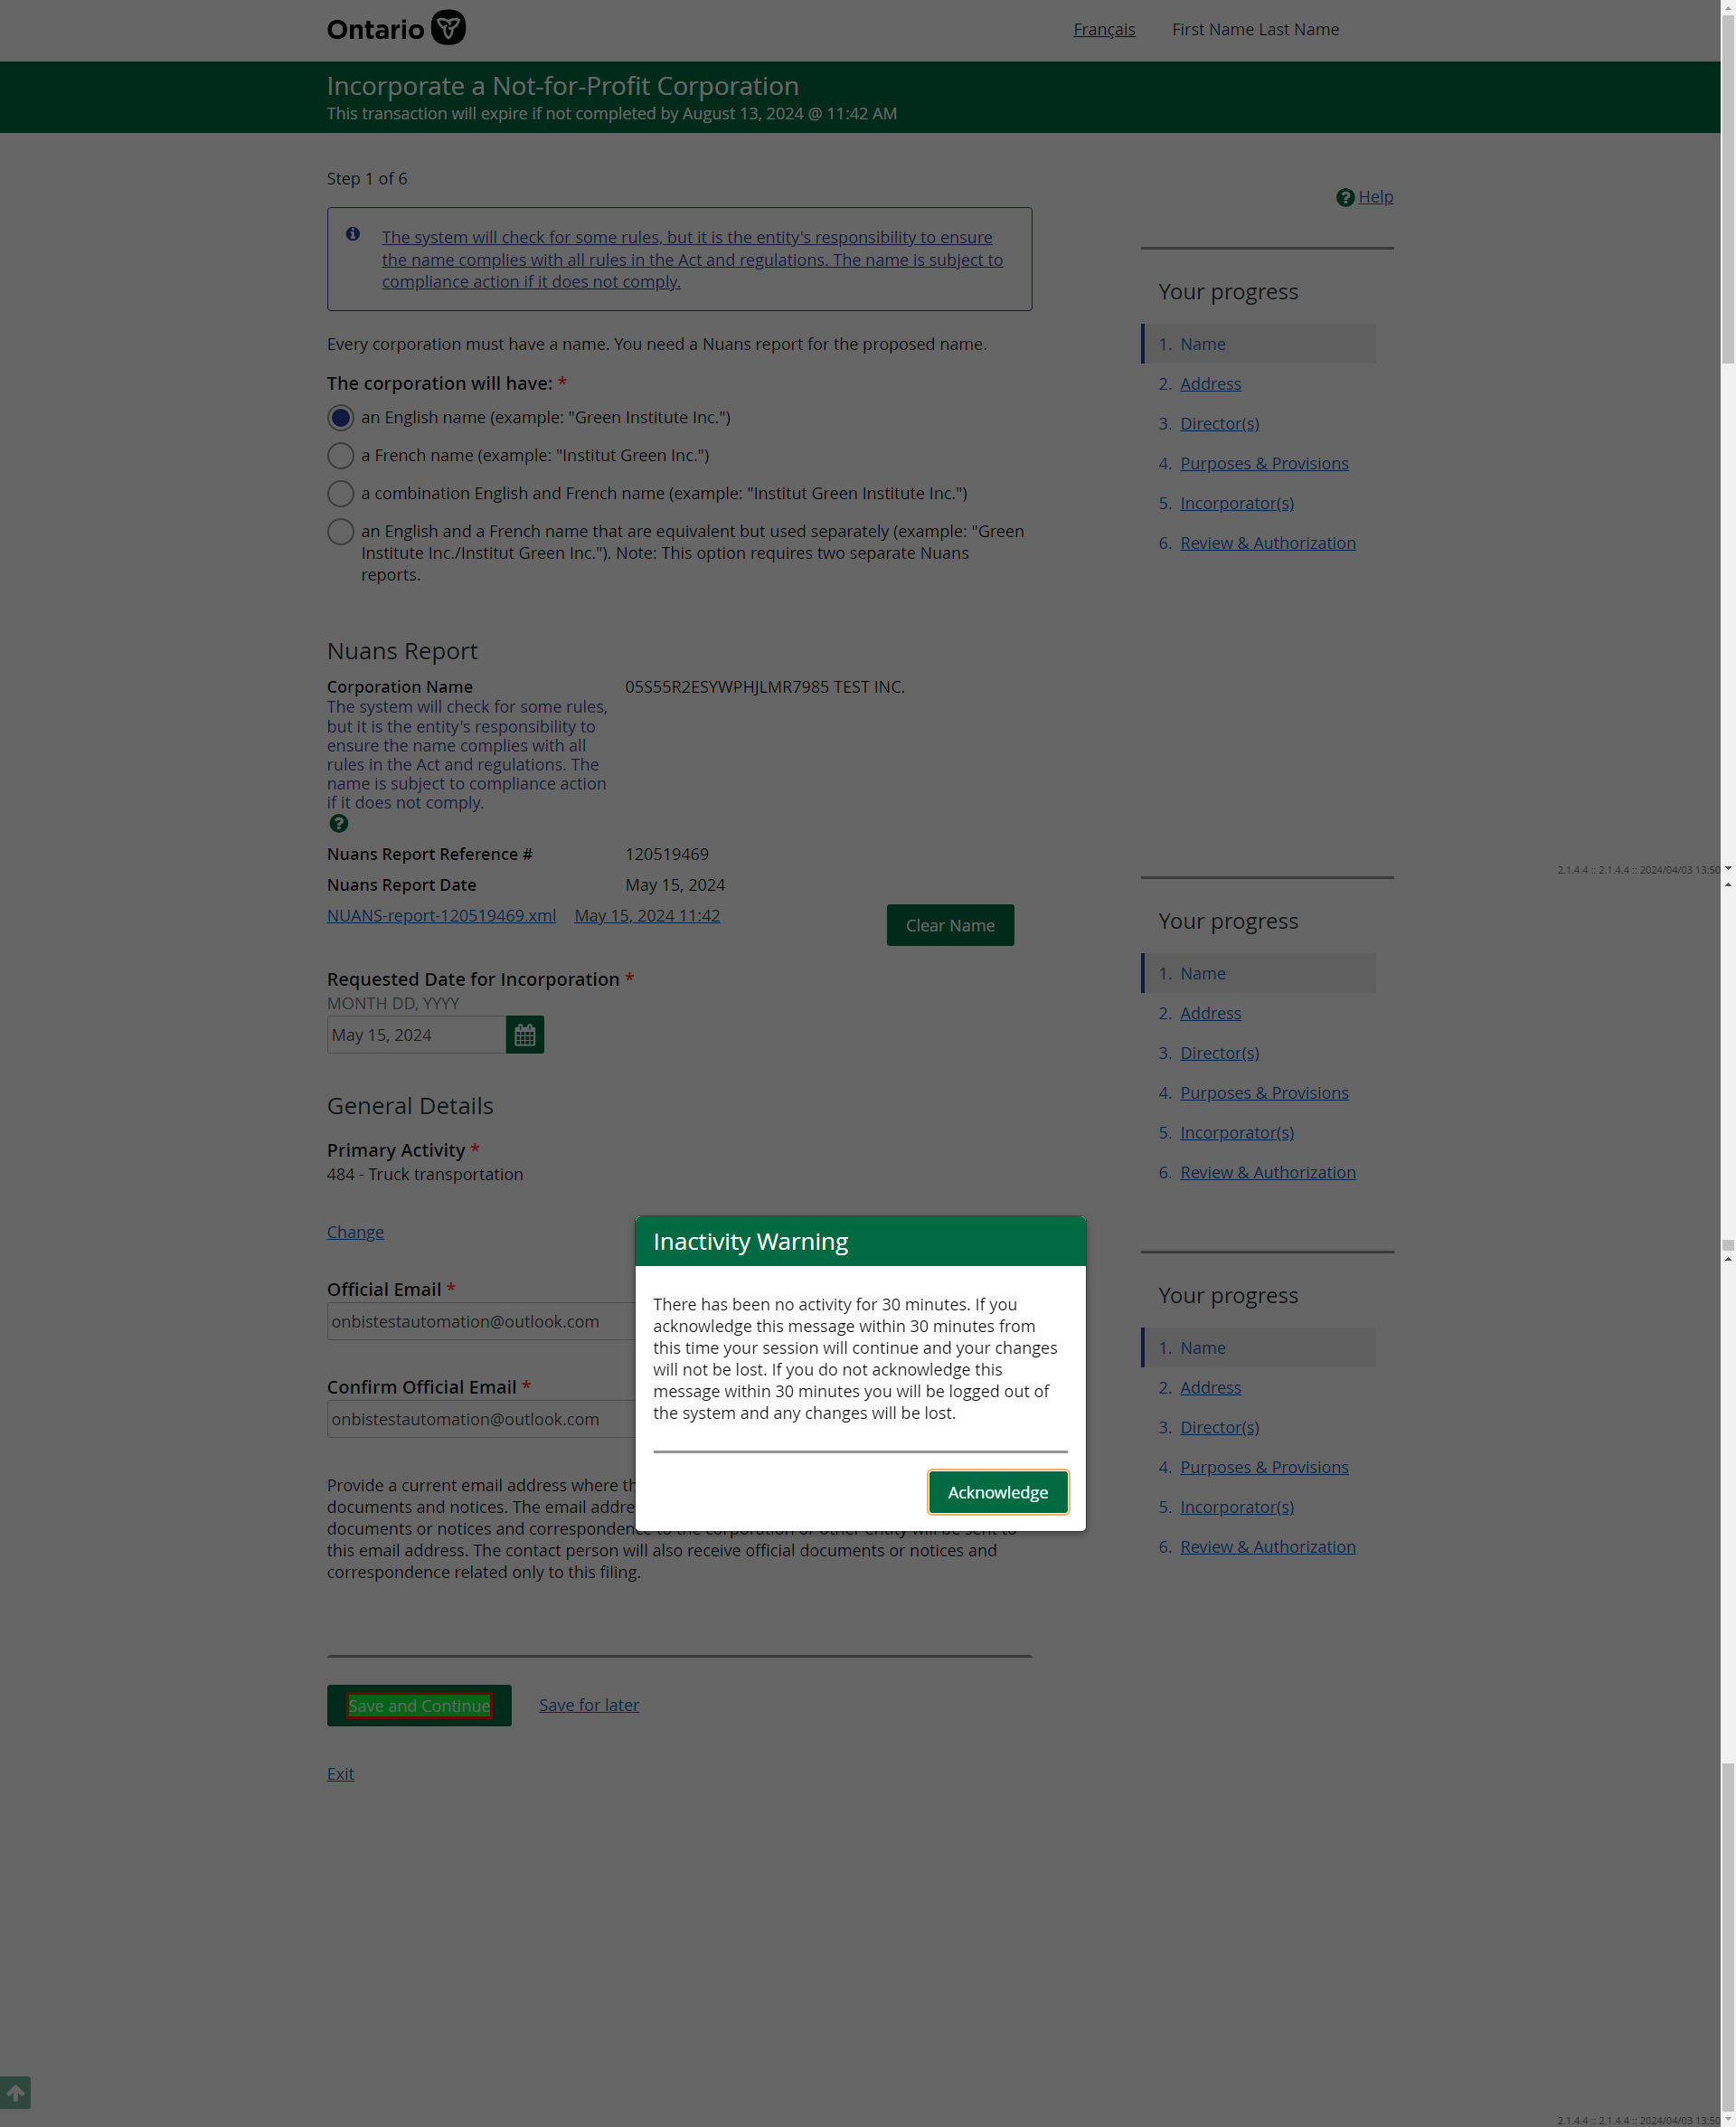 Ontario
Français
First Name Last Name
Incorporate a Not-for-Profit Corporation
This transaction will expire if not completed by August 13, 2024 @ 11:42 AM
Step 1 of 6
Help
The system will check for some rules, but it is the entity's responsibility to ensure
the name complies with all rules in the Act and regulations. The name is subject to
compliance action if it does not comply.
Your progress
1. Name
2. Address
3. Director(s)
4. Purposes & Provisions
5. Incorporator(s)
6. Review & Authorization
Every corporation must have a name. You need a Nuans report for the proposed name.
The corporation will have: *
an English name (example: "Green Institute Inc.")
a French name (example: "Institut Green Inc.")
a combination English and French name (example: "Institut Green Institute Inc.")
an English and a French name that are equivalent but used separately (example: "Green
Institute Inc./Institut Green Inc."). Note: This option requires two separate Nuans
reports.
Nuans Report
Corporation Name
05S55R2ESYWPHJLMR7985 TEST INC.
The system will check for some rules,
but it is the entity's responsibility to
ensure the name complies with all
rules in the Act and regulations. The
name is subject to compliance action
if it does not comply.
Nuans Report Reference #
120519469
2.1.4.4 :: 2.1.4.4 :: 2024/04/03 13:50
Nuans Report Date
May 15, 2024
NUANS-report-120519469.xml
May 15, 2024 11:42
Clear Name
Your progress
1. Name
2. Address
3. Director(s)
4. Purposes & Provisions
5. Incorporator(s)
6. Review & Authorization
Requested Date for Incorporation *
MONTH DD, YYYY
May 15, 2024
General Details
Primary Activity *
484 - Truck transportation
Change
Official Email *
onbistestautomation@outlook.com
Confirm Official Email *
onbistestautomation@outlook.com
Inactivity Warning
There has been no activity for 30 minutes. If you
acknowledge this message within 30 minutes from
this time your session will continue and your changes
will not be lost. If you do not acknowledge this
message within 30 minutes you will be logged out of
the system and any changes will be lost.
Acknowledge
Your progress
1. Name
2. Address
3. Director(s)
4. Purposes & Provisions
5. Incorporator(s)
6. Review & Authorization
Provide a current email address where
documents and notices. The email
documents or notices and correspondence to the corporation or other entity will be sent to
this email address. The contact person will also receive official documents or notices and
correspondence related only to this filing.
Save and Continue
Save for later
Exit
2.1.4.4 :: 2.1.4.4 :: 2024/04/03 13:50